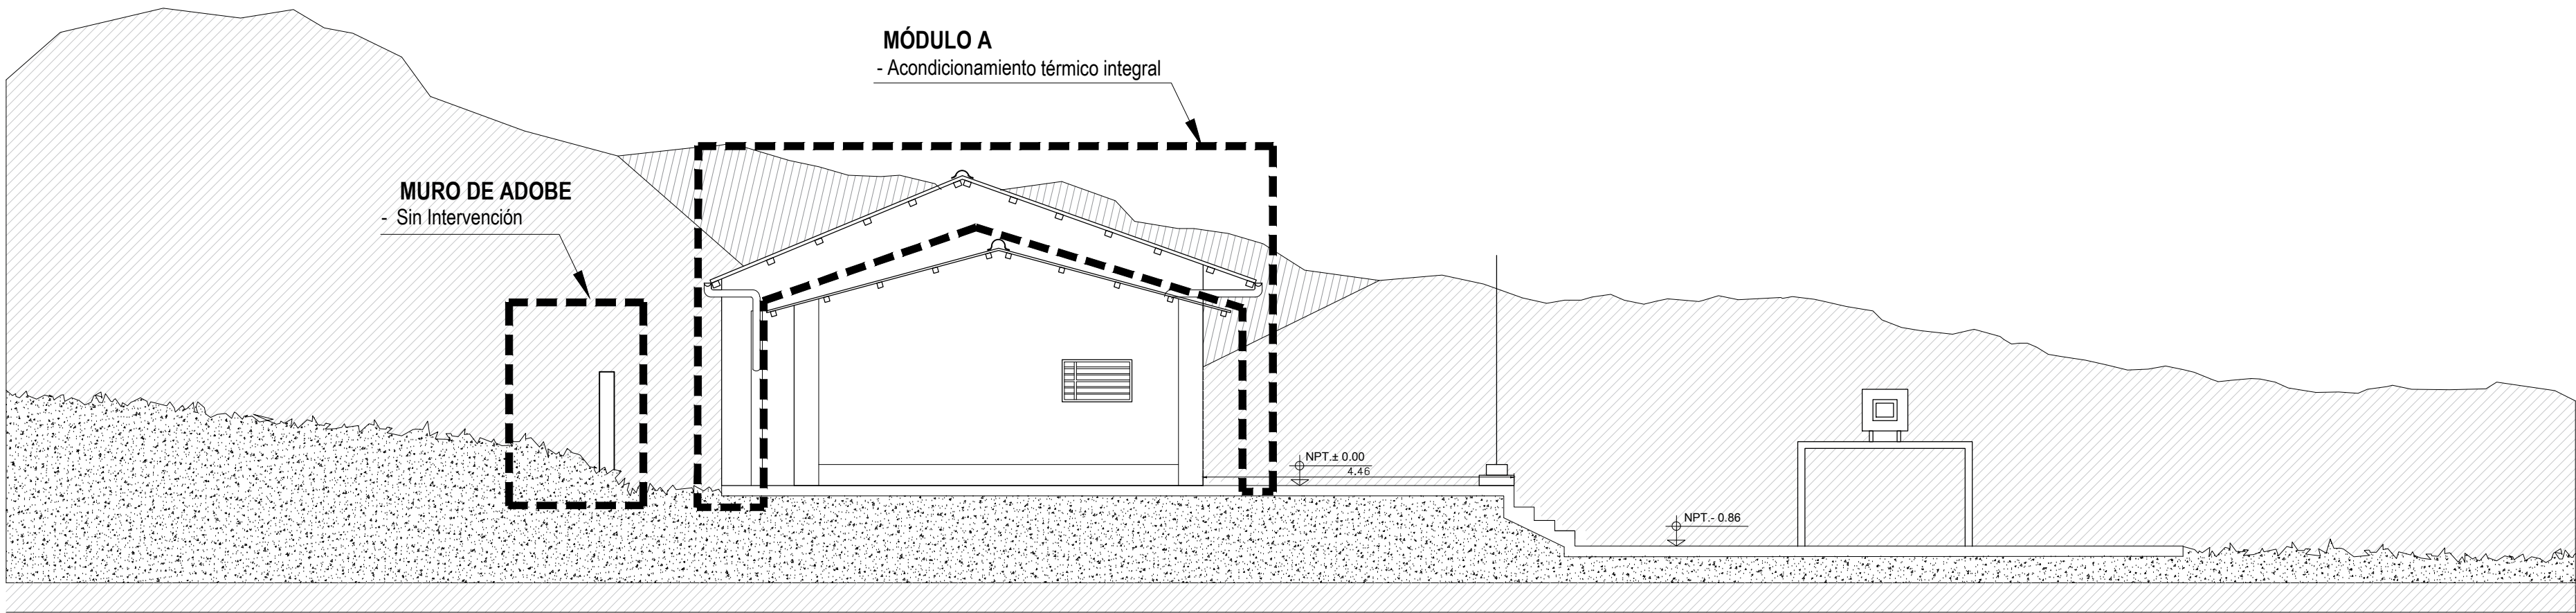 MÓDULO A
- Acondicionamiento térmico integral
MURO DE ADOBE
- Sin Intervención
NPT.± 0.00
4.46
NPT.- 0.86